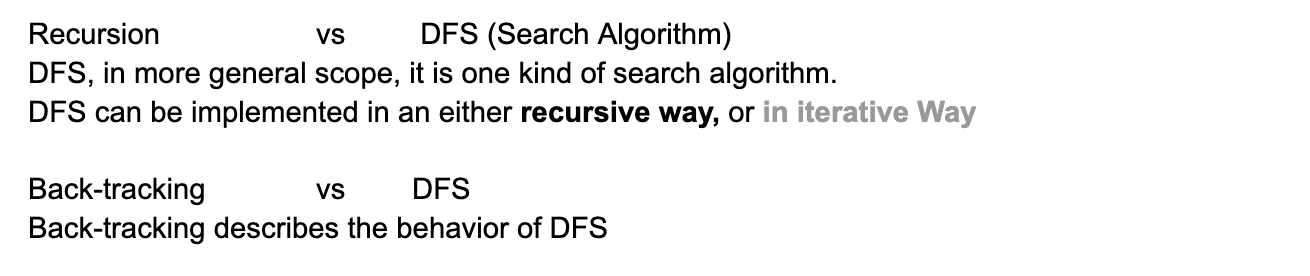 Recursion vs DFS (Search Algorithm)
DFS, in more general scope, it is one kind of search algorithm.
DFS can be implemented in an either recursive way, or in iterative Way
Back-tracking vs DFS
Back-tracking describes the behavior of DFS